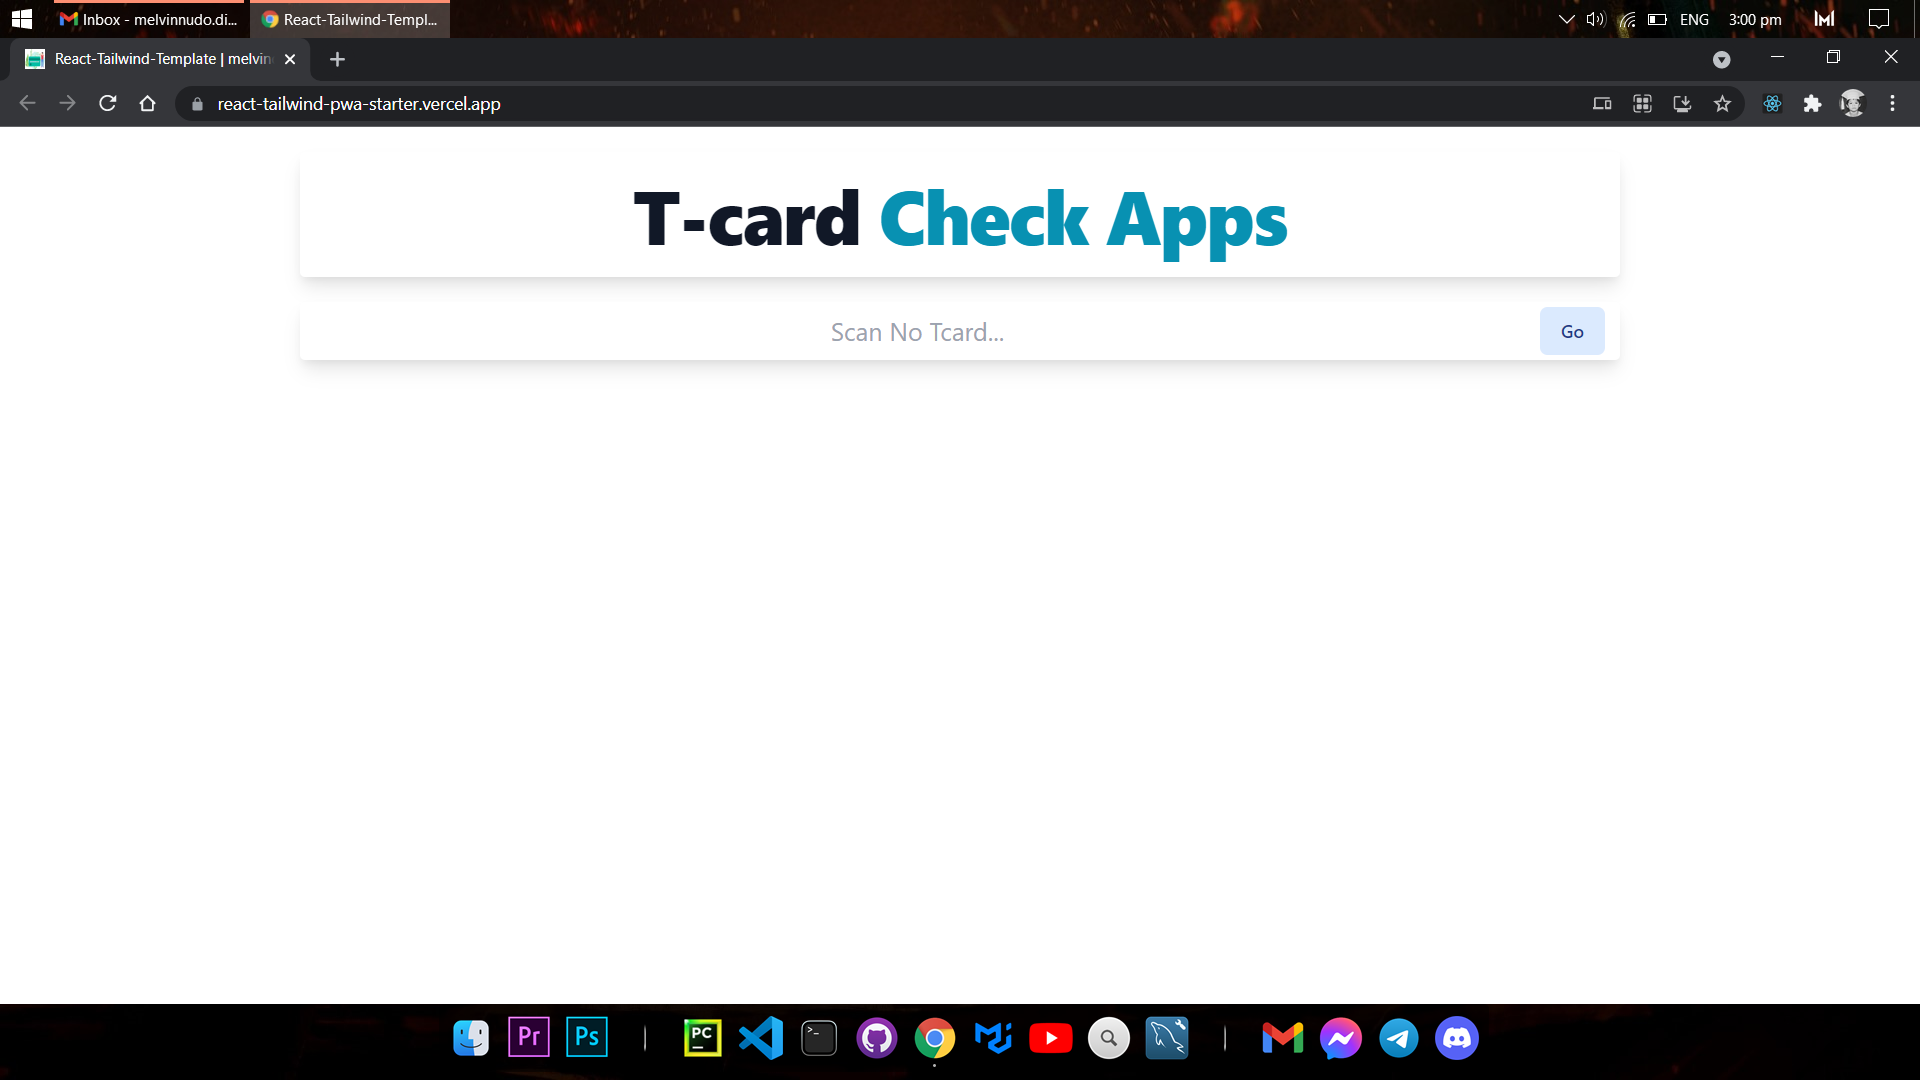 Inbox - melvinnudo.di...
React-Tailwind-Templ...
ENG
3:00 pm
React-Tailwind-Template | melvin
react-tailwind-pwa-starter.vercel.app
T-card Check Apps
Scan No Tcard...
Go
Pr
Ps
PC
>_